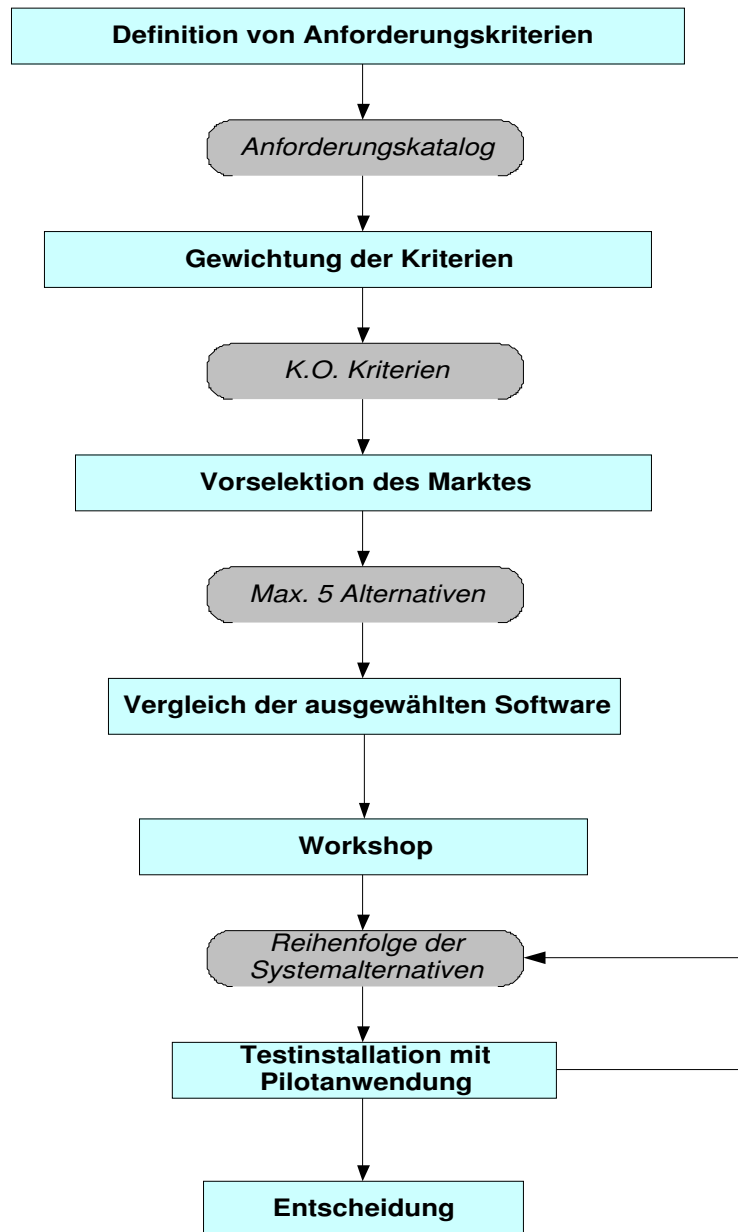 Definition von Anforderungskriterien
Anforderungskatalog
Gewichtung der Kriterien
K.O. Kriterien
Vorselektion des Marktes
Max. 5 Alternativen
Vergleich der ausgewählten Software
Workshop
Reihenfolge der
Systemalternativen
Testinstallation mit
Pilotanwendung
Entscheidung